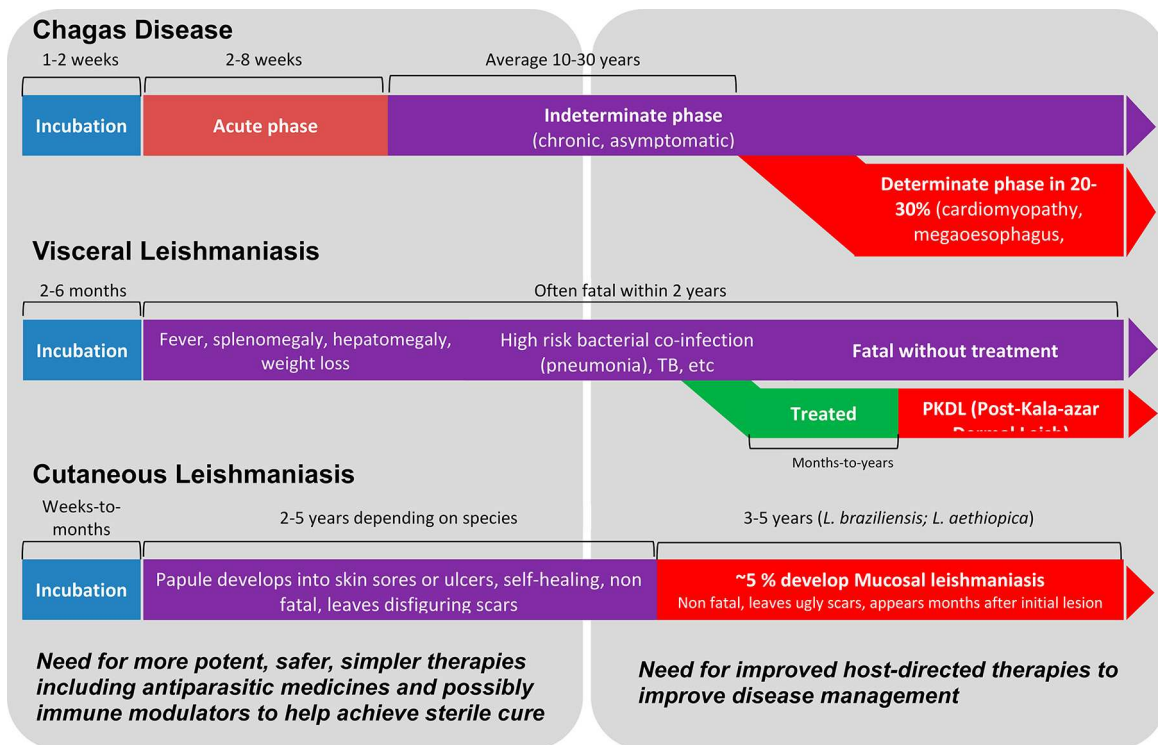 Chagas Disease
1-2 weeks
2-8 weeks
Average 10-30 years
Incubation
Acute phase
Indeterminate phase
(chronic, asymptomatic)
Determinate phase in 20-
30% (cardiomyopathy,
megaoesophagus,
Visceral Leishmaniasis
2-6 months
Often fatal within 2 years
Incubation
Fever, splenomegaly, hepatomegaly,
weight loss
High risk bacterial co-infection
(pneumonia), TB, etc
Fatal without treatment
Treated
PKDL (Post-Kala-azar
Dermal Leish)
Months-to-years
Cutaneous Leishmaniasis
Weeks-to-
months
2-5 years depending on species
3-5 years (L. braziliensis; L. aethiopica)
Incubation
Papule develops into skin sores or ulcers, self-healing, non
fatal, leaves disfiguring scars
~5 % develop Mucosal leishmaniasis
Non fatal, leaves ugly scars, appears months after initial lesion
Need for more potent, safer, simpler therapies
including antiparasitic medicines and possibly
immune modulators to help achieve sterile cure
Need for improved host-directed therapies to
improve disease management